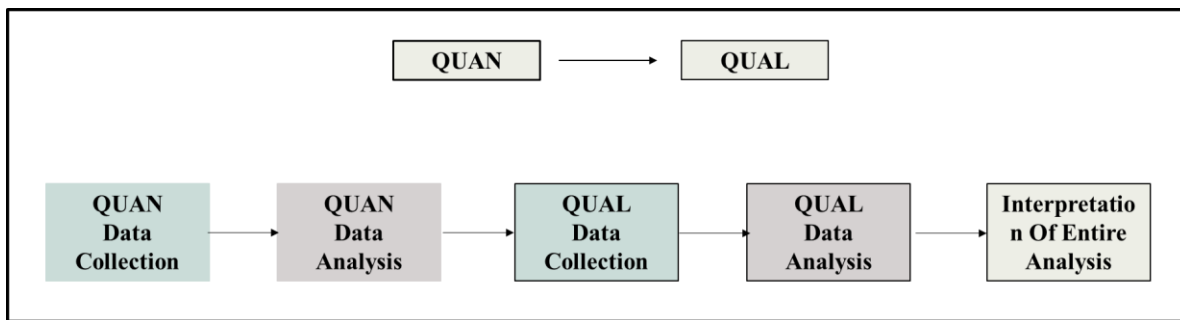 QUAN
QUAL
QUAN
Data
Collection
QUAN
Data
Analysis
QUAL
Data
Collection
QUAL
Data
Analysis
Interpretatio
n Of Entire
Analysis